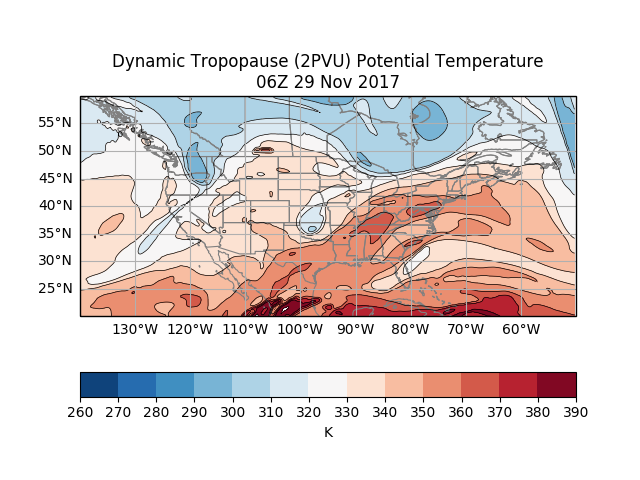 Dynamic Tropopause (2PVU) Potential Temperature
06Z 29 Nov 2017
55°N
50°N
45°N
40°N
35°N
30°N
25°N
130°W 120°W 110°W 100°W 90°W 80°W 70°W 60°W
260 270 280 290 300 310 320 330 340 350 360 370 380 390
K